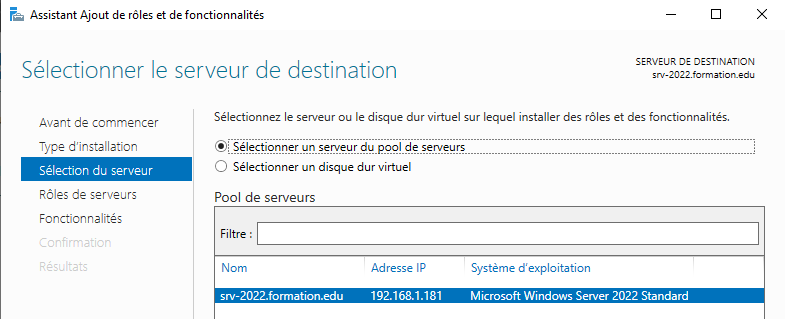 Assistant Ajout de rôles et de fonctionnalités
Sélectionner le serveur de destination
SERVEUR DE DESTINATION
srv-2022.formation.edu
Avant de commencer
Type d'installation
Sélection du serveur
Rôles de serveurs
Fonctionnalités
Confirmation
Résultats
Sélectionnez le serveur ou le disque dur virtuel sur lequel installer des rôles et des fonctionnalités.
Sélectionner un serveur du pool de serveurs
Sélectionner un disque dur virtuel
Pool de serveurs
Filtre :
Nom Adresse IP Système d'exploitation
srv-2022.formation.edu 192.168.1.181 Microsoft Windows Server 2022 Standard